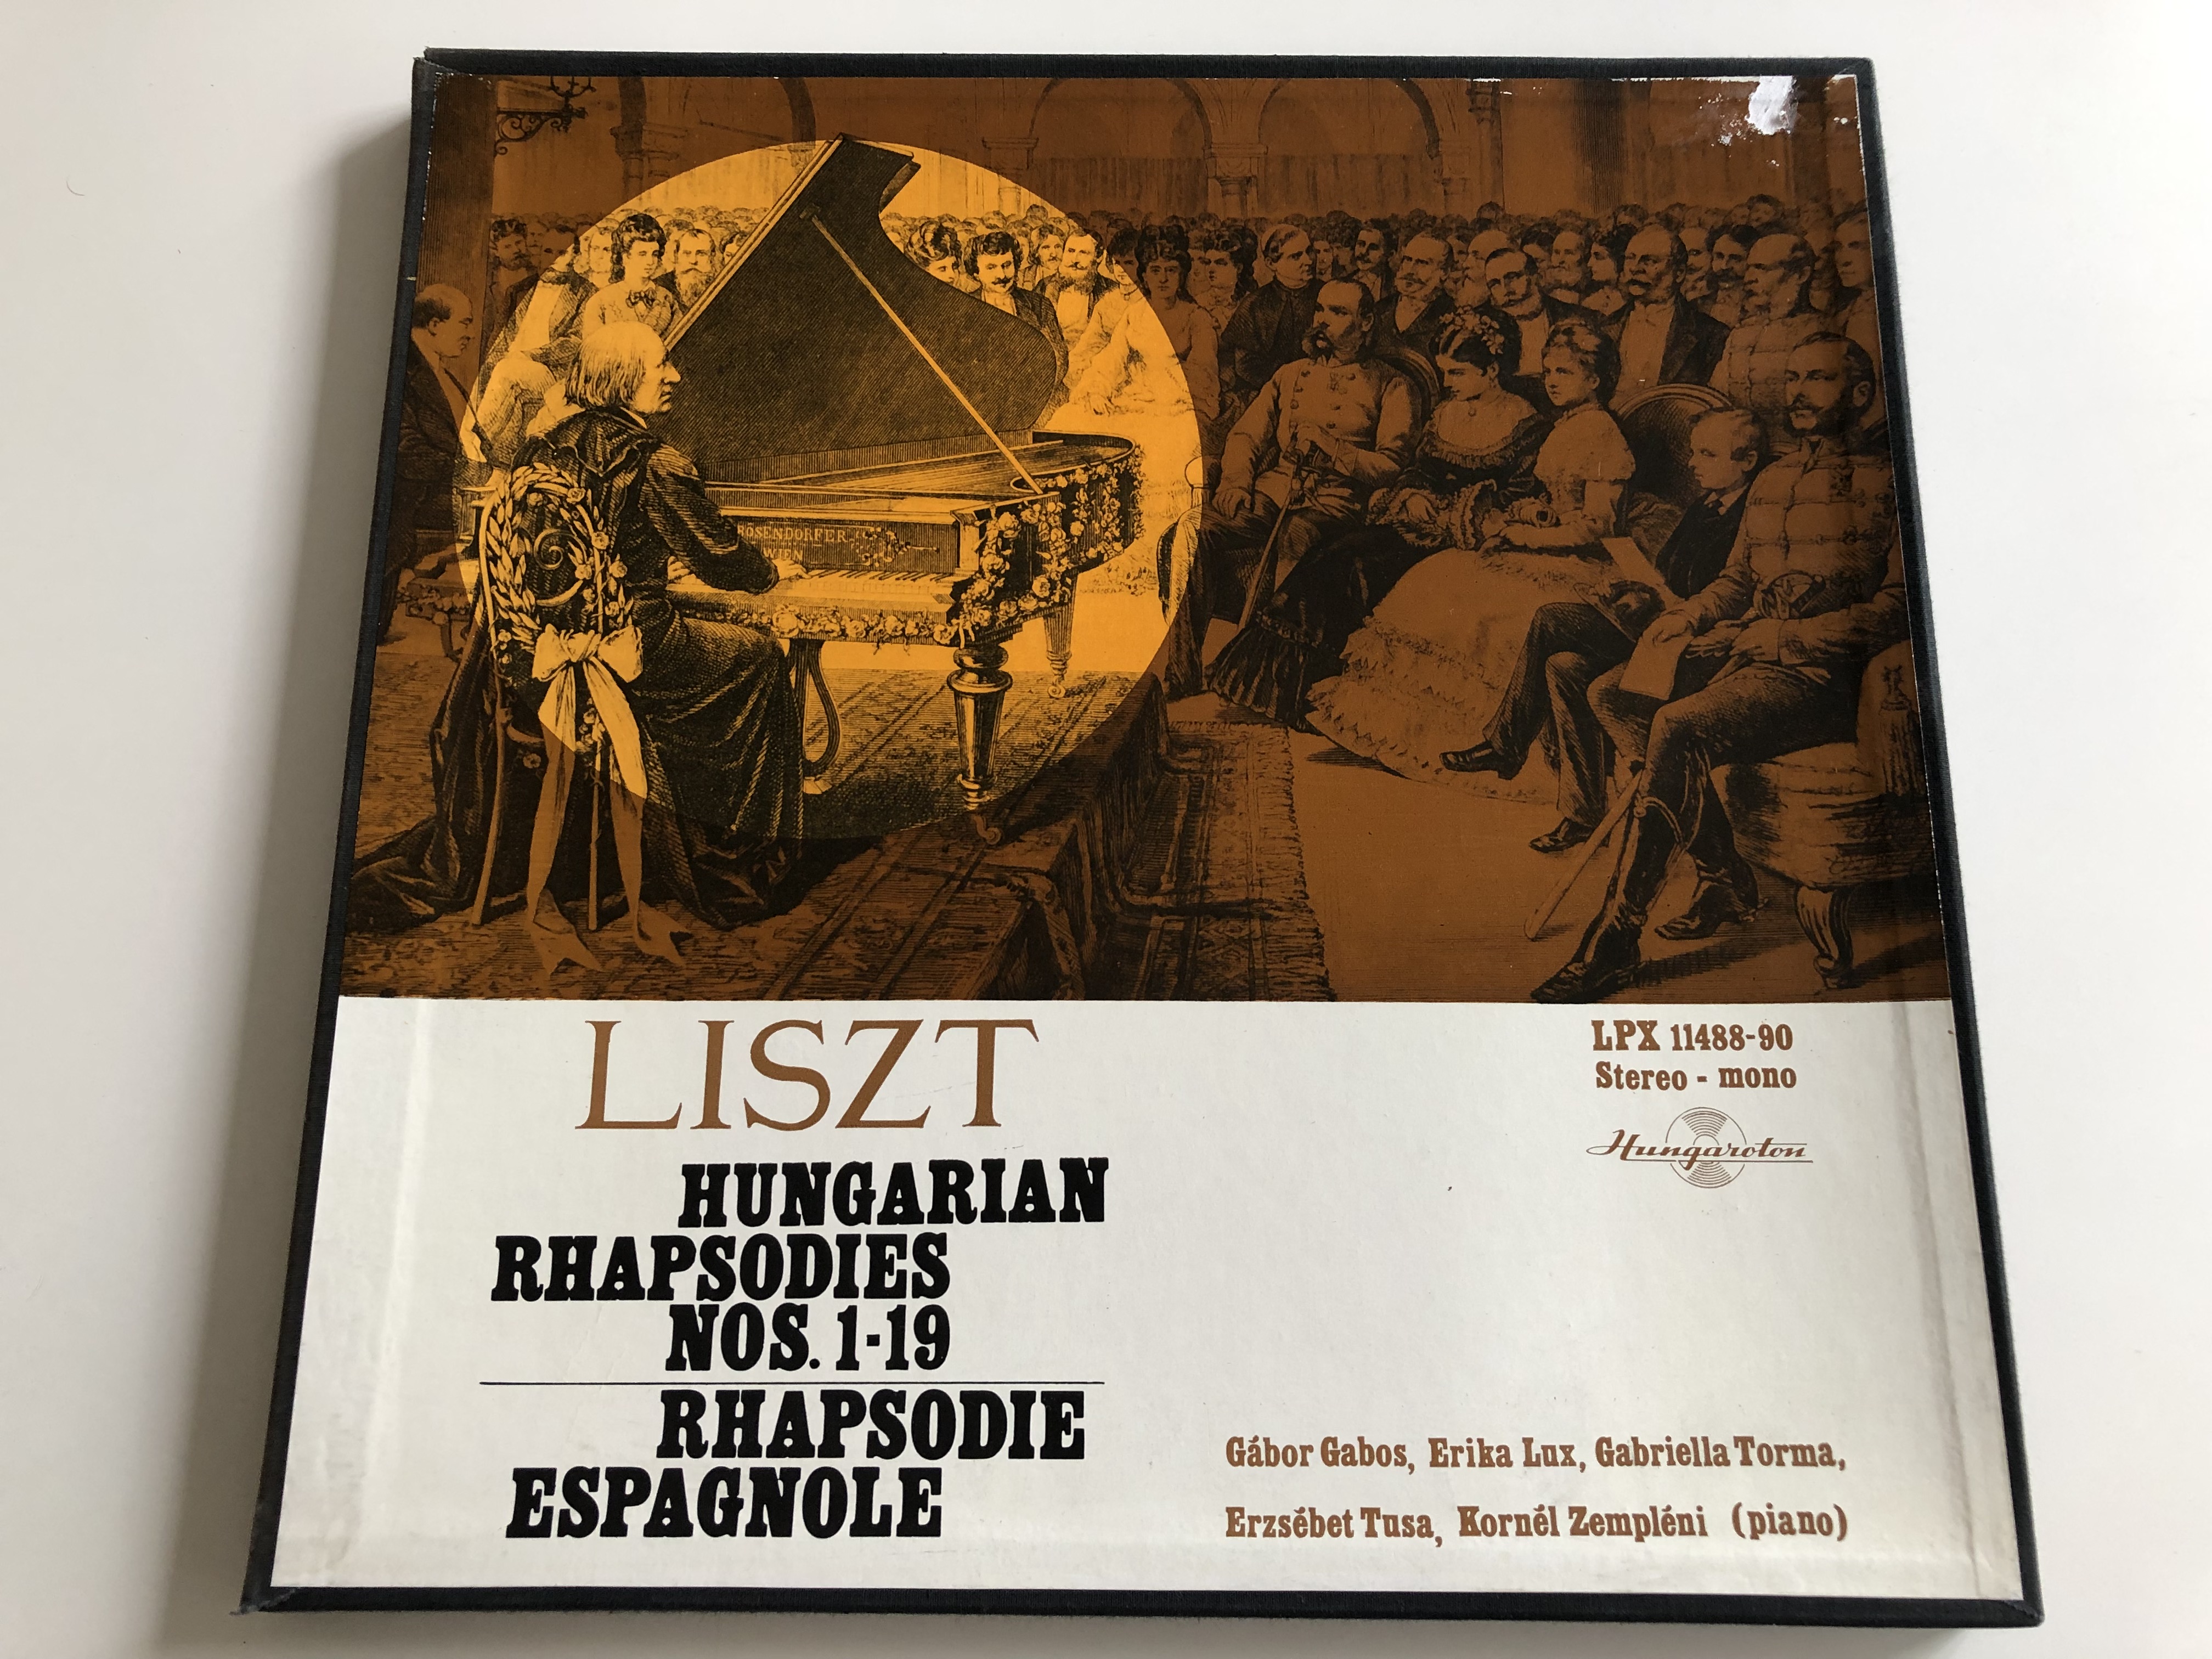 BOSENDORFER
WIEN
LISZT
HUNGARIAN
RHAPSODIES
NOS. 1-19
RHAPSODIE
ESPAGNOLE
LPX 11488-90
Stereo - mono
Hungaroton
Gábor Gabos, Erika Lux, Gabriella Torma,
Erzsébet Tusa, Kornél Zempléni (piano)